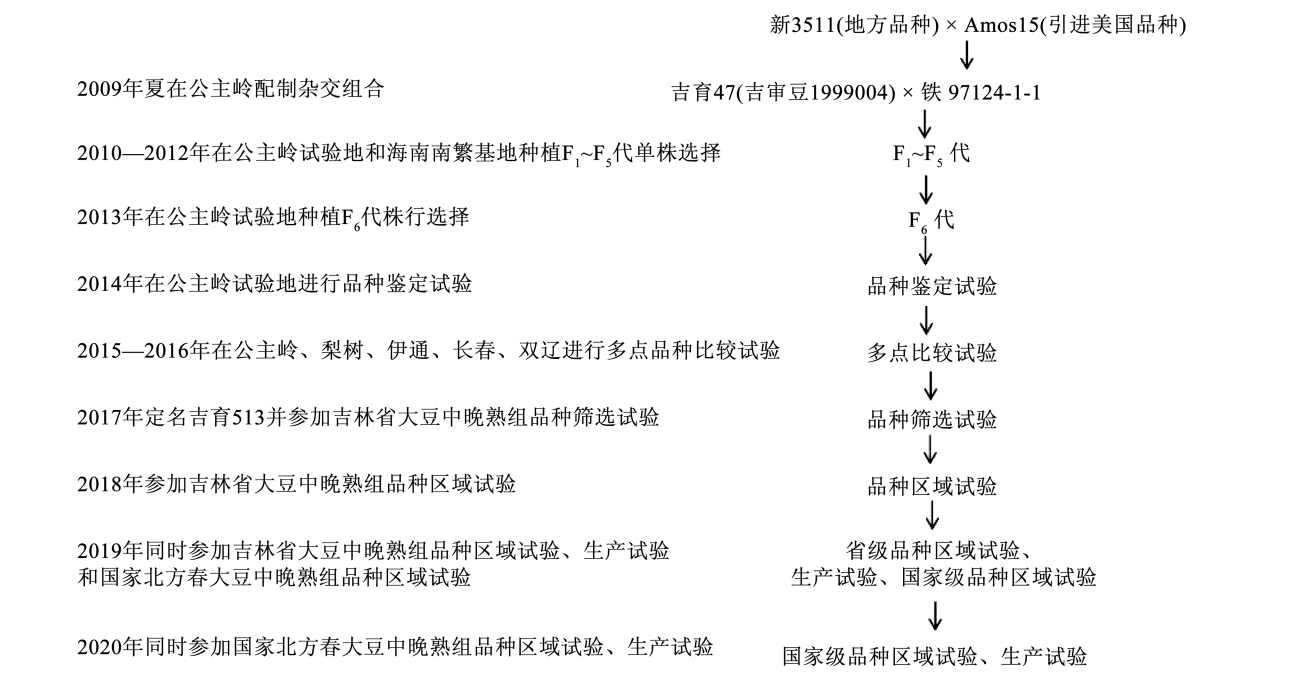 新3511(地方品种) × Amos15(引进美国品种)
2009年夏在公主岭配制杂交组合
吉育47(吉审豆1999004) × 铁 97124-1-1
2010—2012年在公主岭试验地和海南南繁基地种植F1~F5代单株选择
F1~F5 代
2013年在公主岭试验地种植F6代株行选择
F6 代
2014年在公主岭试验地进行品种鉴定试验
品种鉴定试验
2015—2016年在公主岭、梨树、伊通、长春、双辽进行多点品种比较试验
多点比较试验
2017年定名吉育513并参加吉林省大豆中晚熟组品种筛选试验
品种筛选试验
2018年参加吉林省大豆中晚熟组品种区域试验
品种区域试验
2019年同时参加吉林省大豆中晚熟组品种区域试验、生产试验
和国家北方春大豆中晚熟组品种区域试验
省级品种区域试验、
生产试验、国家级品种区域试验
2020年同时参加国家北方春大豆中晚熟组品种区域试验、生产试验
国家级品种区域试验、生产试验